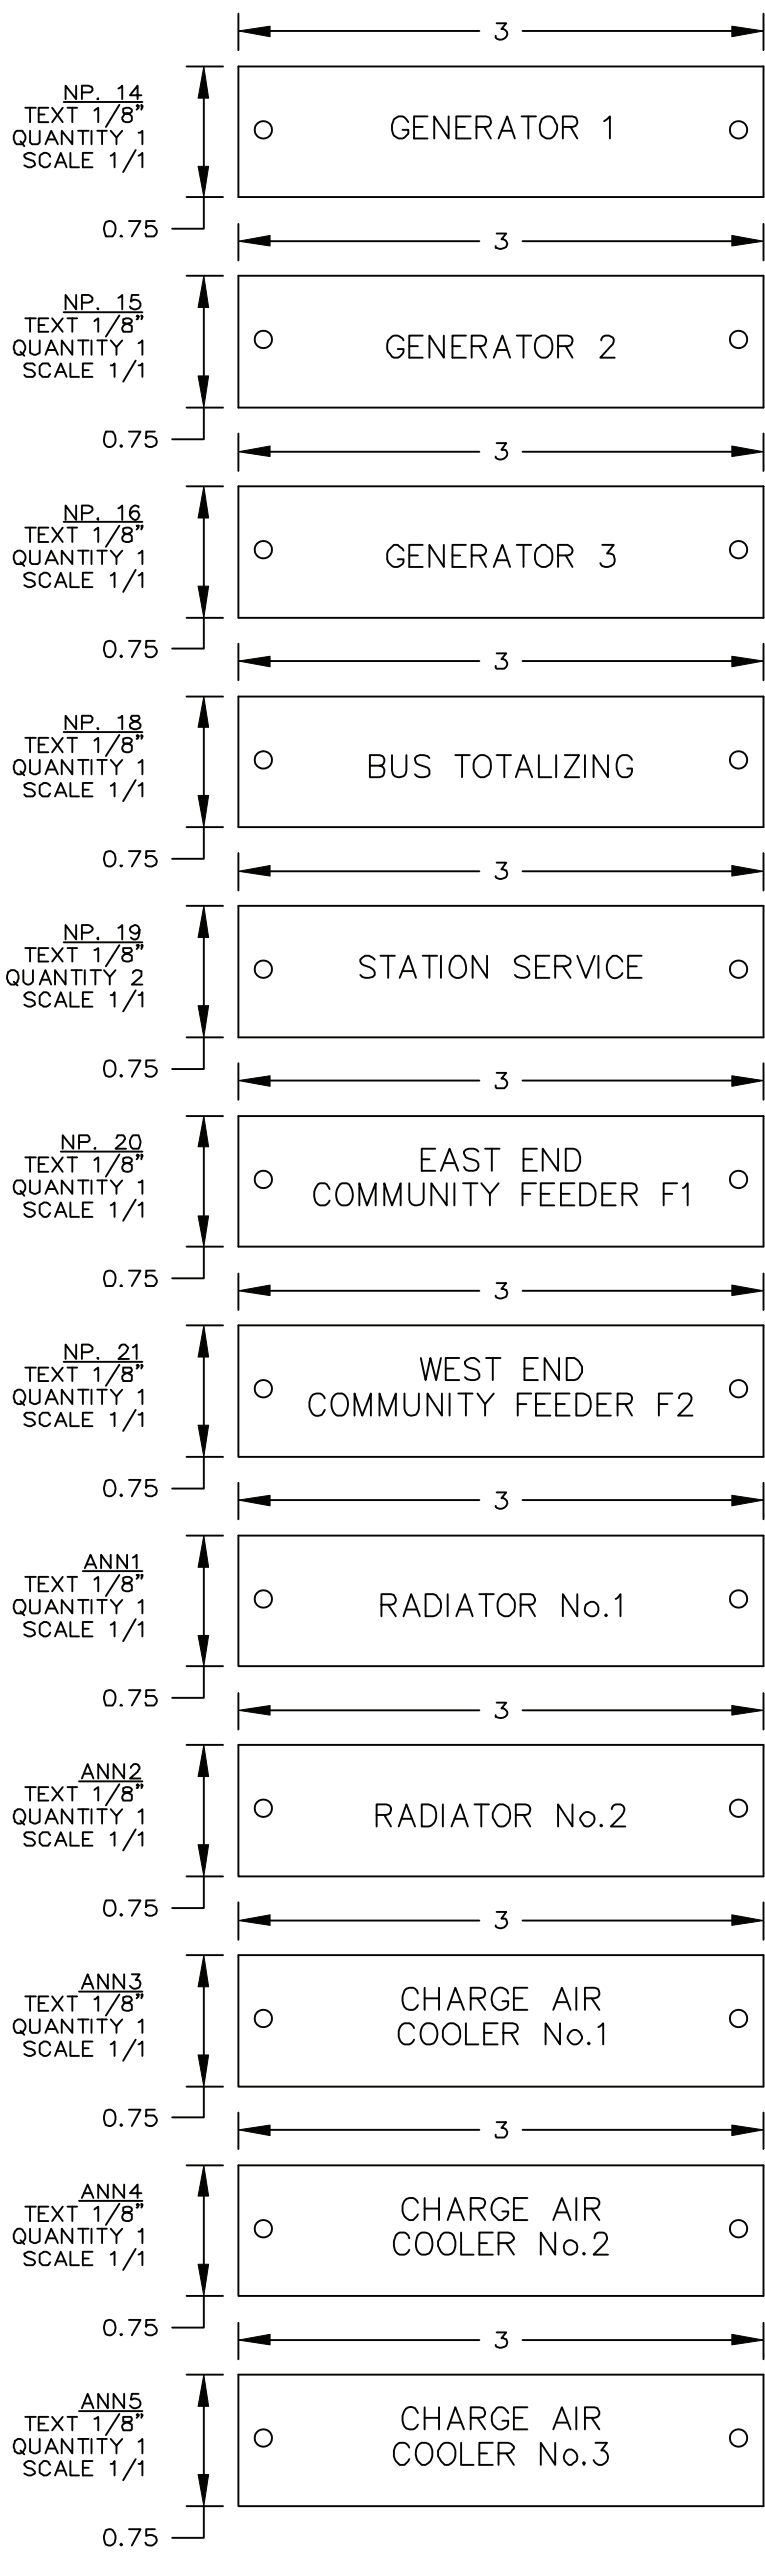 3
NP. 14
TEXT 1/8"
QUANTITY 1
SCALE 1/1
GENERATOR 1
0.75
3
NP. 15
TEXT 1/8"
QUANTITY 1
SCALE 1/1
GENERATOR 2
0.75
3
NP. 16
TEXT 1/8"
QUANTITY 1
SCALE 1/1
GENERATOR 3
0.75
3
NP. 18
TEXT 1/8"
QUANTITY 1
SCALE 1/1
BUS TOTALIZING
0.75
3
NP. 19
TEXT 1/8"
QUANTITY 2
SCALE 1/1
STATION SERVICE
0.75
3
NP. 20
TEXT 1/8"
QUANTITY 1
SCALE 1/1
EAST END
COMMUNITY FEEDER F1
0.75
3
NP. 21
TEXT 1/8"
QUANTITY 1
SCALE 1/1
WEST END
COMMUNITY FEEDER F2
0.75
3
ANN1
TEXT 1/8"
QUANTITY 1
SCALE 1/1
RADIATOR No.1
0.75
3
ANN2
TEXT 1/8"
QUANTITY 1
SCALE 1/1
RADIATOR No.2
0.75
3
ANN3
TEXT 1/8"
QUANTITY 1
SCALE 1/1
CHARGE AIR
COOLER No.1
0.75
3
ANN4
TEXT 1/8"
QUANTITY 1
SCALE 1/1
CHARGE AIR
COOLER No.2
0.75
3
ANN5
TEXT 1/8"
QUANTITY 1
SCALE 1/1
CHARGE AIR
COOLER No.3
0.75